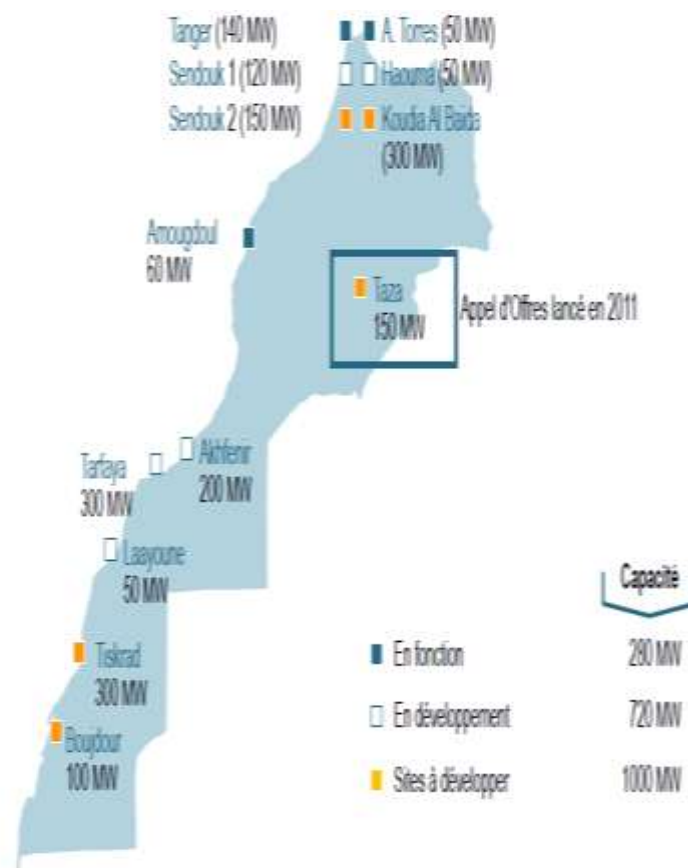 Tanger (140 MW)
A. Torres (50 MW)
Sendouk 1 (120 MW)
Haouma (50 MW)
Sendouk 2 (150 MW)
Koudia Al Baida
(300 MW)
Amougdoul
60 MW
Taza
150 MW
Appel d'Offres lancé en 2011
Tarfaya
300 MW
Akhfenir
200 MW
Laayoune
50 MW
Tiskrad
300 MW
Boujdour
100 MW
Capacité
En fonction 280 MW
En développement 720 MW
Sites à développer 1000 MW